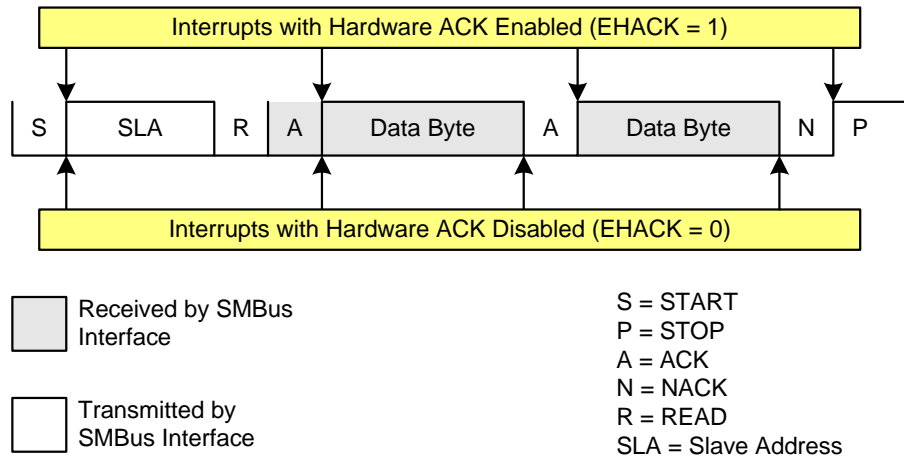 Interrupts with Hardware ACK Enabled (EHACK = 1)
S SLA R A Data Byte A Data Byte N P
Interrupts with Hardware ACK Disabled (EHACK = 0)
Received by SMBus
Interface
Transmitted by
SMBus Interface
S = START
P = STOP
A = ACK
N = NACK
R = READ
SLA = Slave Address